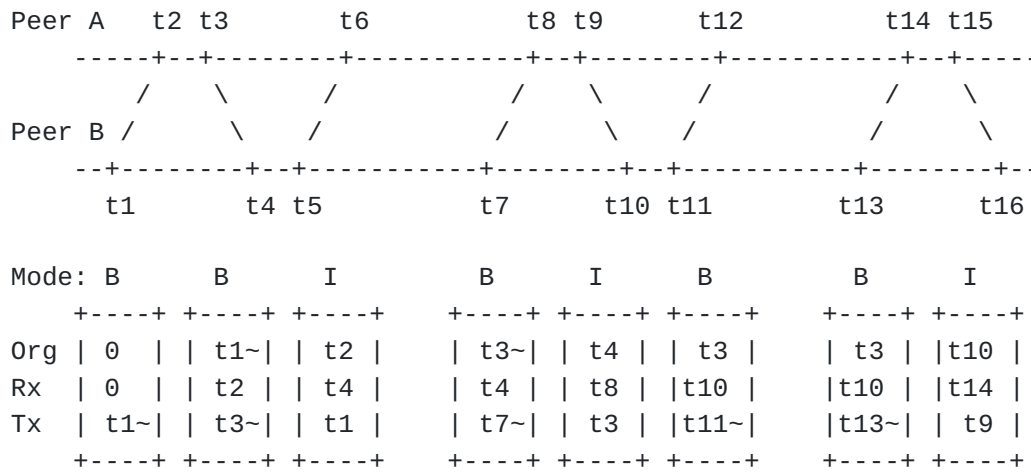 Peer A   t2 t3       t6          t8 t9        t12          t14 t15
    -----+--+--------+-----------+--+--------+-----------+--+-----
        /    \      /           /    \      /           /    \
Peer B /      \    /           /      \    /           /      \
    --+--------+--+-----------+--------+--+-----------+--------+--
      t1       t4 t5          t7      t10 t11        t13      t16
Mode: B      B      I         B      I      B         B      I
    +----+ +----+ +----+    +----+ +----+ +----+    +----+ +----+
Org | 0  | | t1~| | t2 |    | t3~| | t4 | | t3 |    | t3 | |t10 |
Rx  | 0  | | t2 | | t4 |    | t4 | | t8 | |t10 |    |t10 | |t14 |
Tx  | t1~| | t3~| | t1 |    | t7~| | t3 | |t11~|    |t13~| | t9 |
    +----+ +----+ +----+    +----+ +----+ +----+    +----+ +----+